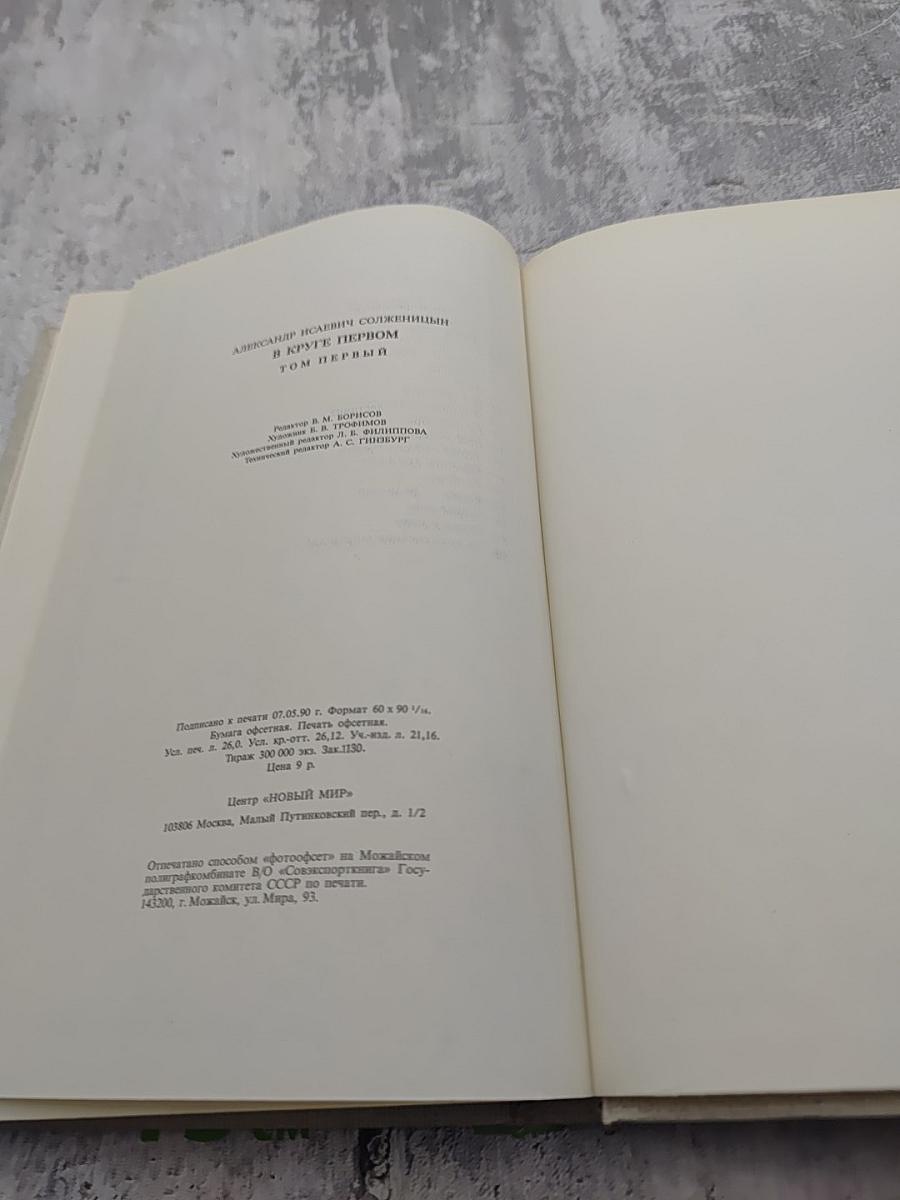 АЛЕКСАНДР ИСАЕВИЧ СОЛЖЕНИЦЫН
В КРУГЕ ПЕРВОМ
ТОМ ПЕРВЫЙ
Редактор В. М. БОРИСОВ
Художник Б. В. ТРОФИМОВ
Художественный редактор Л. Б. ФИЛИППОВА
Технический редактор А. С. ГИНЗБУРГ
Подписано к печати 07.05.90 г. Формат 60 x 90 1/16.
Бумага офсетная. Печать офсетная.
Усл. печ. л. 26,0. Усл. кр.-отт. 26,12. Уч.-изд. л. 21,16.
Тираж 300 000 экз. Зак.1130.
Цена 9 р.
Центр «НОВЫЙ МИР»
103806 Москва, Малый Путинковский пер., д. 1/2
Отпечатано способом «фотоофсет» на Можайском
полиграфкомбинате В/О «Совэкспорткнига» Госу-
дарственного комитета СССР по печати.
143200, г. Можайск, ул. Мира, 93.